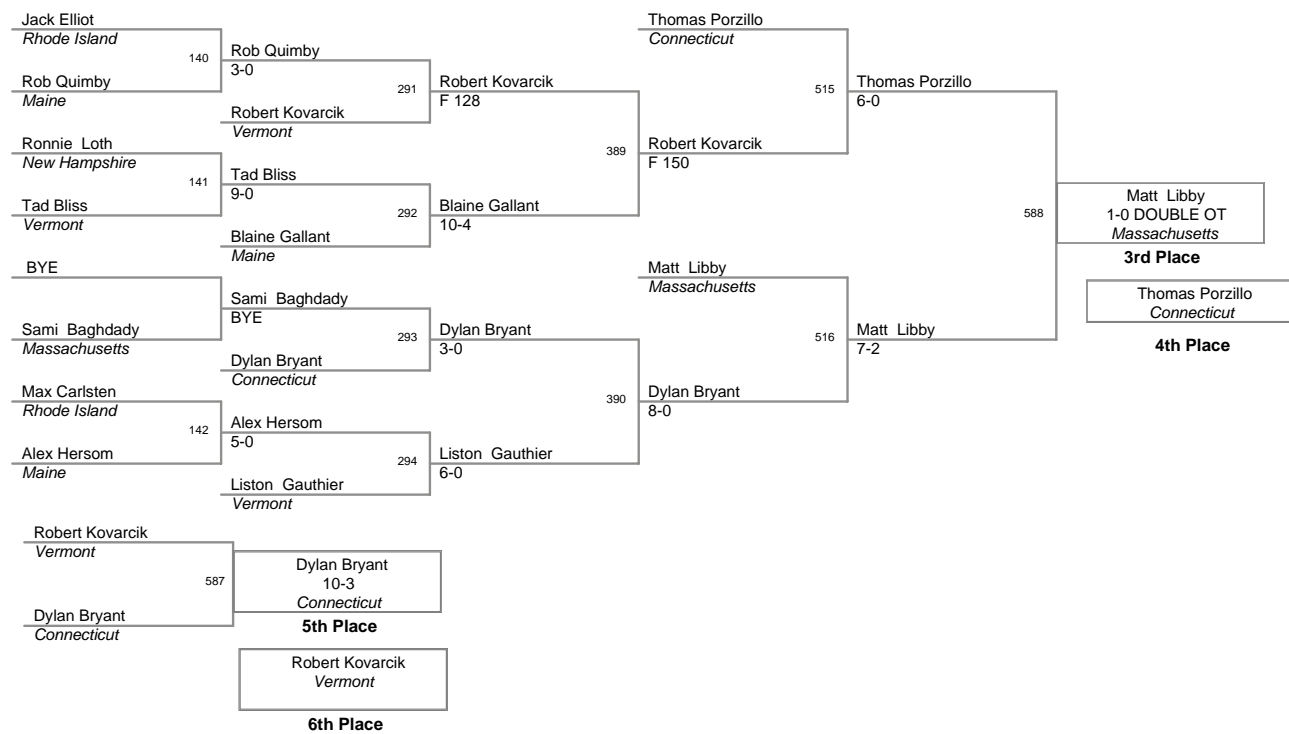 Jack Elliot
Rhode Island
140
Rob Quimby
3-0
Rob Quimby
Maine
291
Robert Kovarcik
F 128
Robert Kovarcik
Vermont
Ronnie Loth
New Hampshire
141
Tad Bliss
9-0
Tad Bliss
Vermont
292
Blaine Gallant
10-4
Blaine Gallant
Maine
389
Robert Kovarcik
F 150
Thomas Porzillo
Connecticut
515
Thomas Porzillo
6-0
BYE
Sami Baghdady
BYE
Sami Baghdady
Massachusetts
293
Dylan Bryant
3-0
Dylan Bryant
Connecticut
Max Carlsten
Rhode Island
142
Alex Hersom
5-0
Alex Hersom
Maine
294
Liston Gauthier
6-0
Liston Gauthier
Vermont
390
Dylan Bryant
8-0
Matt Libby
Massachusetts
516
Matt Libby
7-2
588
Matt Libby
1-0 DOUBLE OT
Massachusetts
3rd Place
Thomas Porzillo
Connecticut
4th Place
Robert Kovarcik
Vermont
587
Dylan Bryant
Connecticut
Dylan Bryant
10-3
Connecticut
5th Place
Robert Kovarcik
Vermont
6th Place